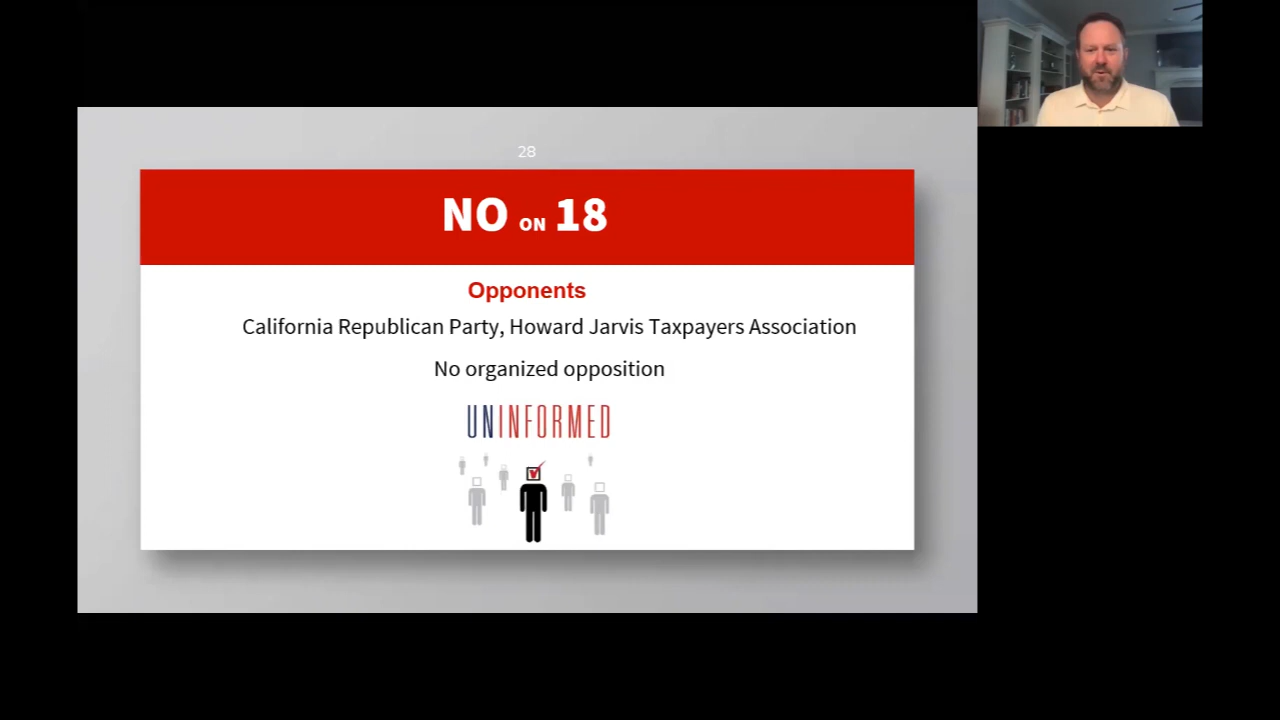 28
NO ON 18
Opponents
California Republican Party, Howard Jarvis Taxpayers Association
No organized opposition
UNINFORMED